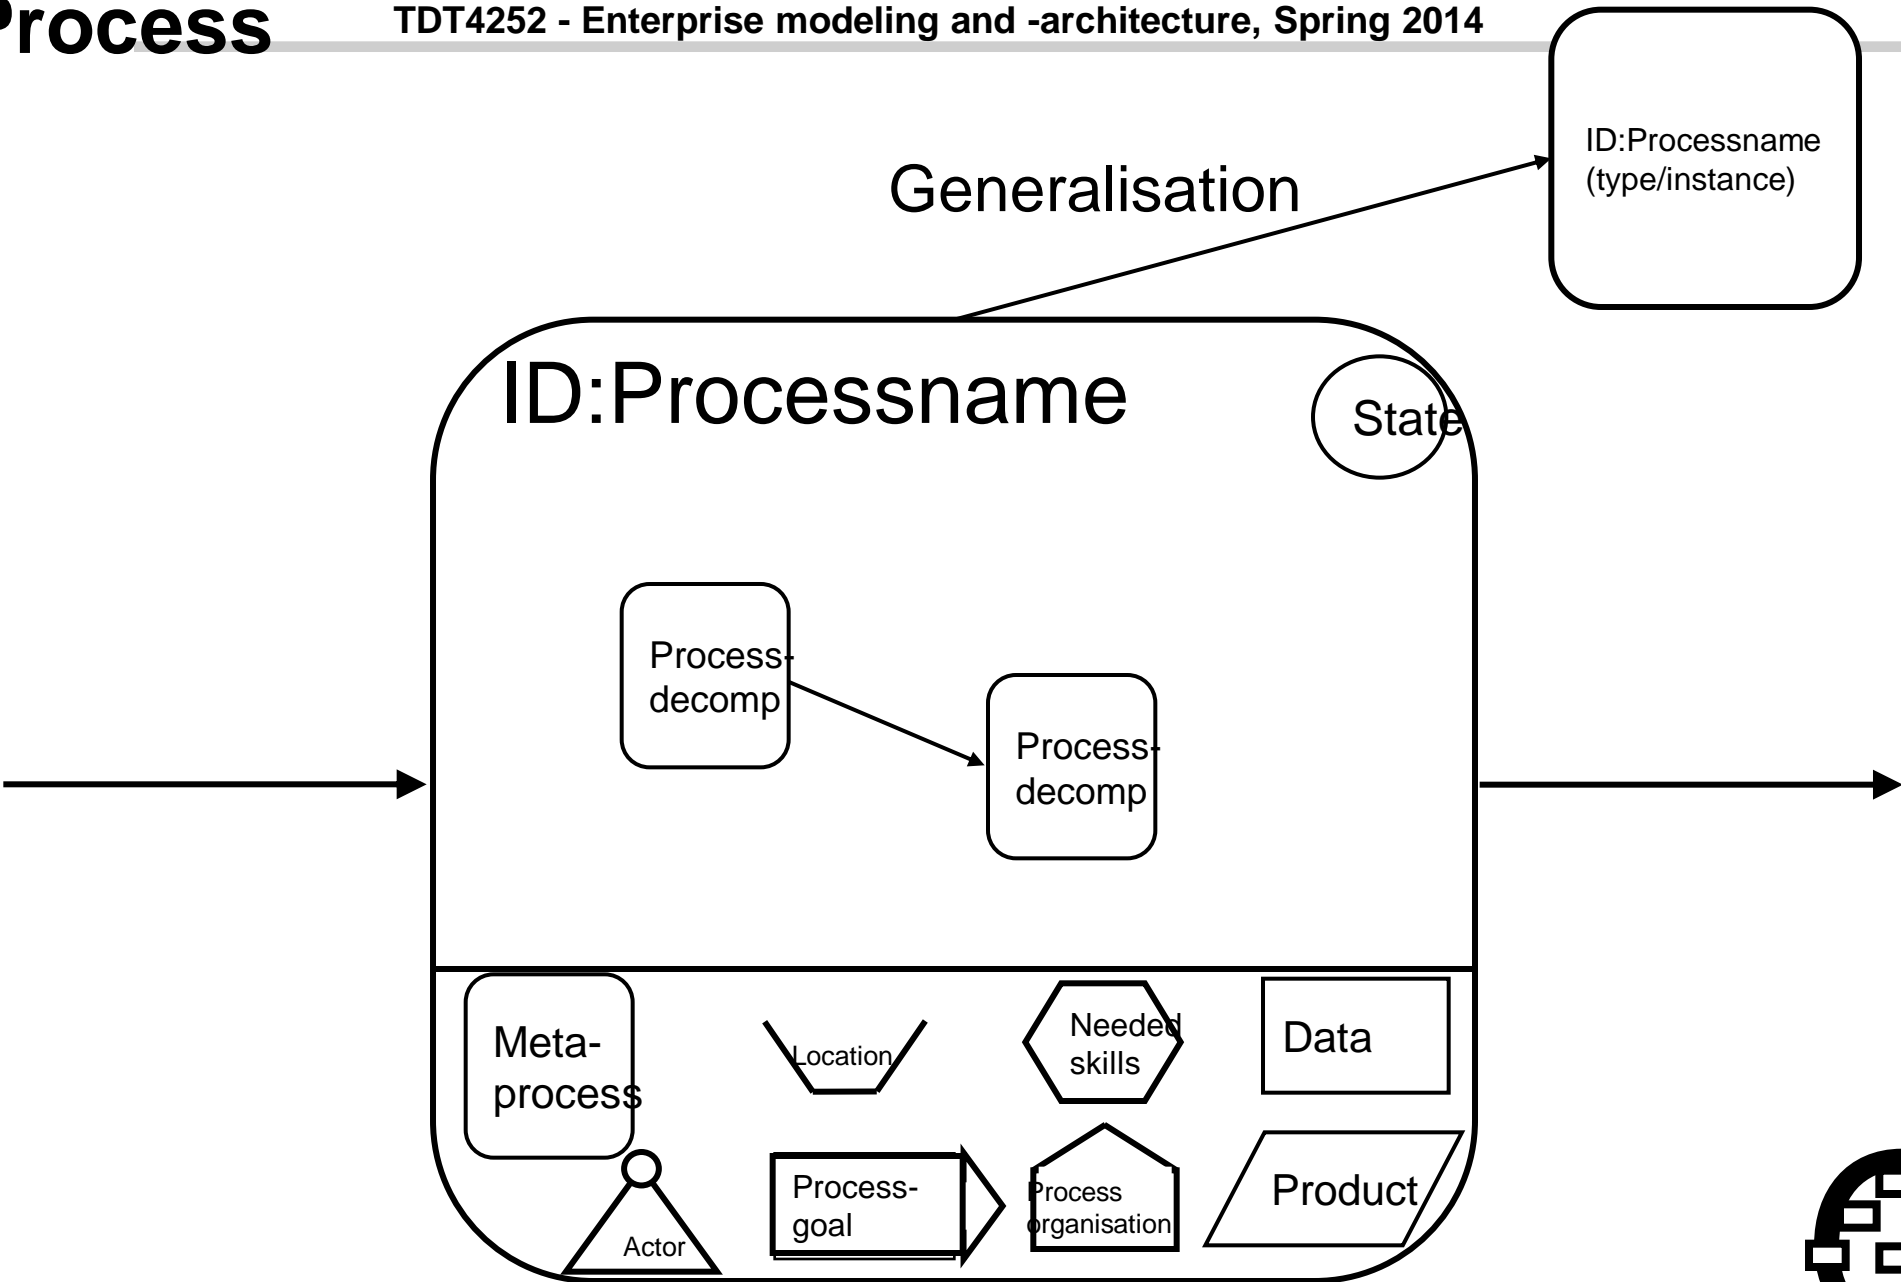 Process
TDT4252 - Enterprise modeling and -architecture, Spring 2014
ID:Processname
(type/instance)
Generalisation
ID:Processname
State
Process-
decomp
Process-
decomp
Meta-
process
Location
Needed
skills
Data
Actor
Process-
goal
Process
organisation
Product